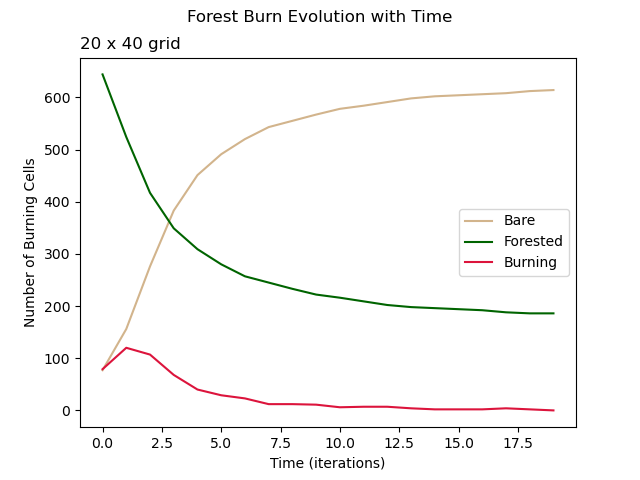 Forest Burn Evolution with Time
20 x 40 grid
Number of Burning Cells
600
500
400
300
200
100
0
Bare
Forested
Burning
0.0 2.5 5.0 7.5 10.0 12.5 15.0 17.5
Time (iterations)